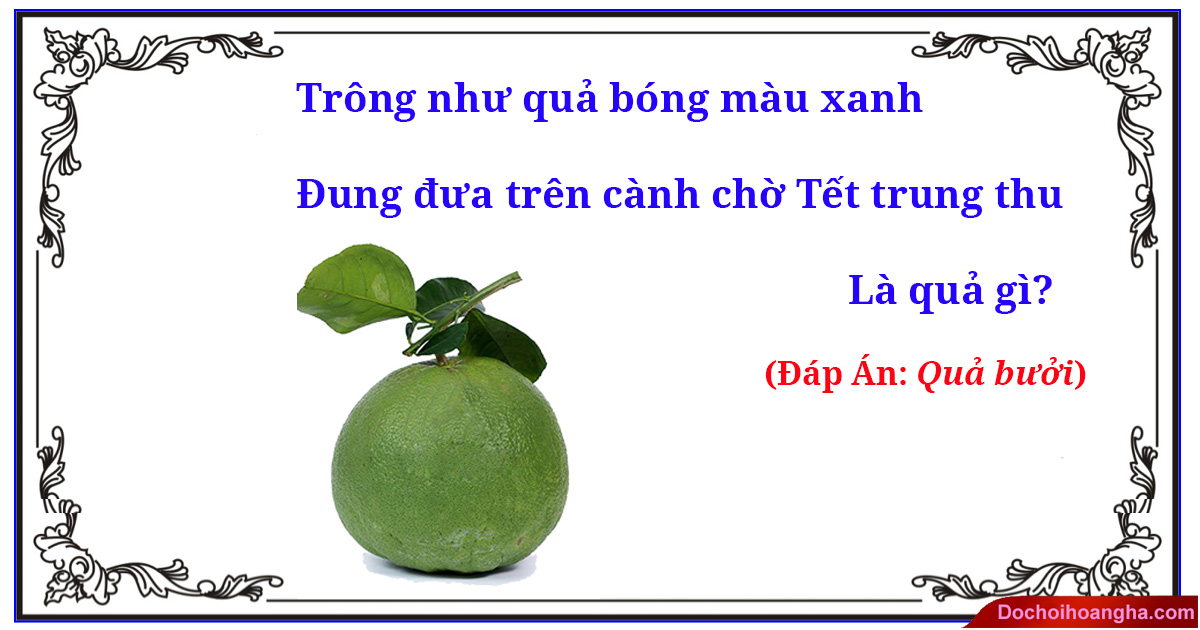 Trông như quả bóng màu xanh
Đung đưa trên cành chờ Tết trung thu
Là quả gì?
(Đáp Án: Quả bưởi)
Dochoihoangha.com